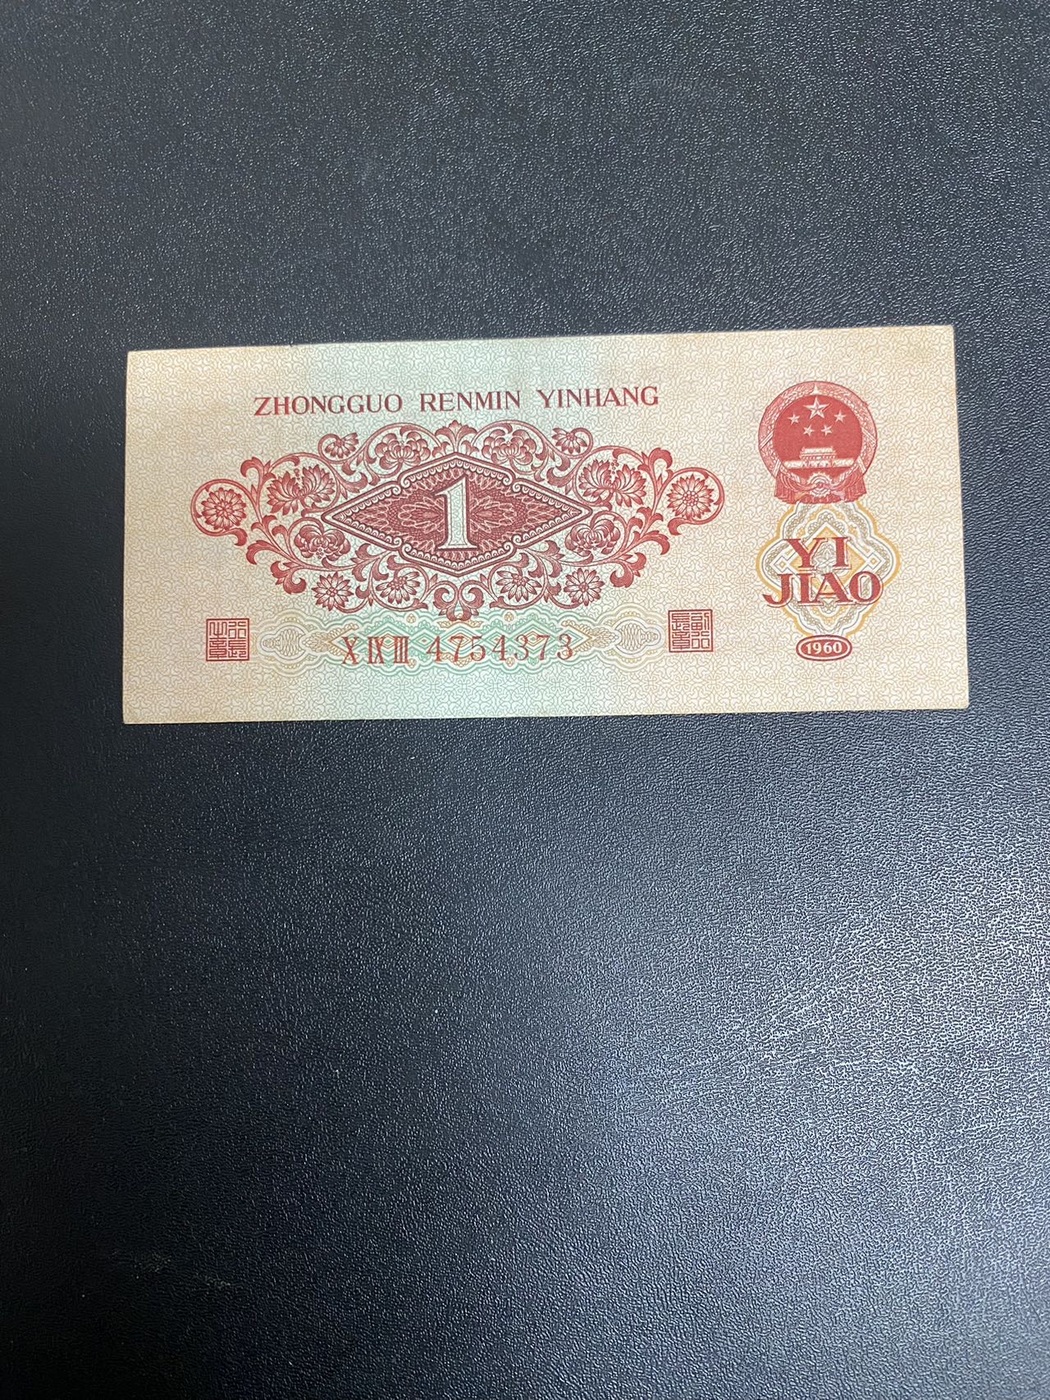 ZHONGGUO RENMIN YINHANG
1
YI
JIAO
X IX III 4754373
1960